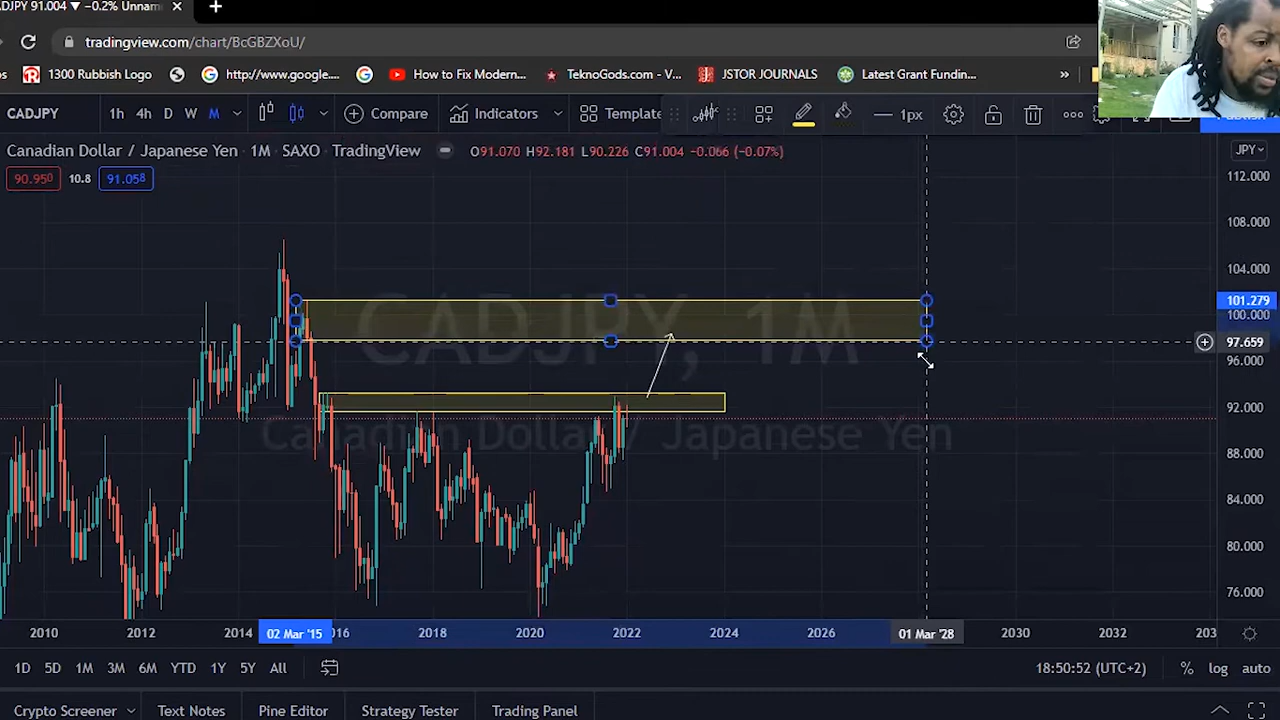 ADJPY 91.004 ▼ −0.2% Unnam
tradingview.com/chart/BcGBZXoU/
1300 Rubbish Logo http://www.google.... How to Fix Modern... TeknoGods.com - V... JSTOR JOURNALS Latest Grant Fundin... »
CADJPY 1h 4h D W M Compare Indicators Templa 1px
Canadian Dollar / Japanese Yen · 1M · SAXO · TradingView O91.070 H92.181 L90.226 C91.004 −0.066 (−0.07%) JPY
90.950 10.8 91.058
112.000
108.000
104.000
101.279
100.000
97.659
96.000
92.000
88.000
84.000
80.000
76.000
CADJPY, 1M
Canadian Dollar / Japanese Yen
2010 2012 2014 02 Mar '15 016 2018 2020 2022 2024 2026 01 Mar '28 2030 2032 203
1D 5D 1M 3M 6M YTD 1Y 5Y All 18:50:52 (UTC+2) % log auto
Crypto Screener Text Notes Pine Editor Strategy Tester Trading Panel